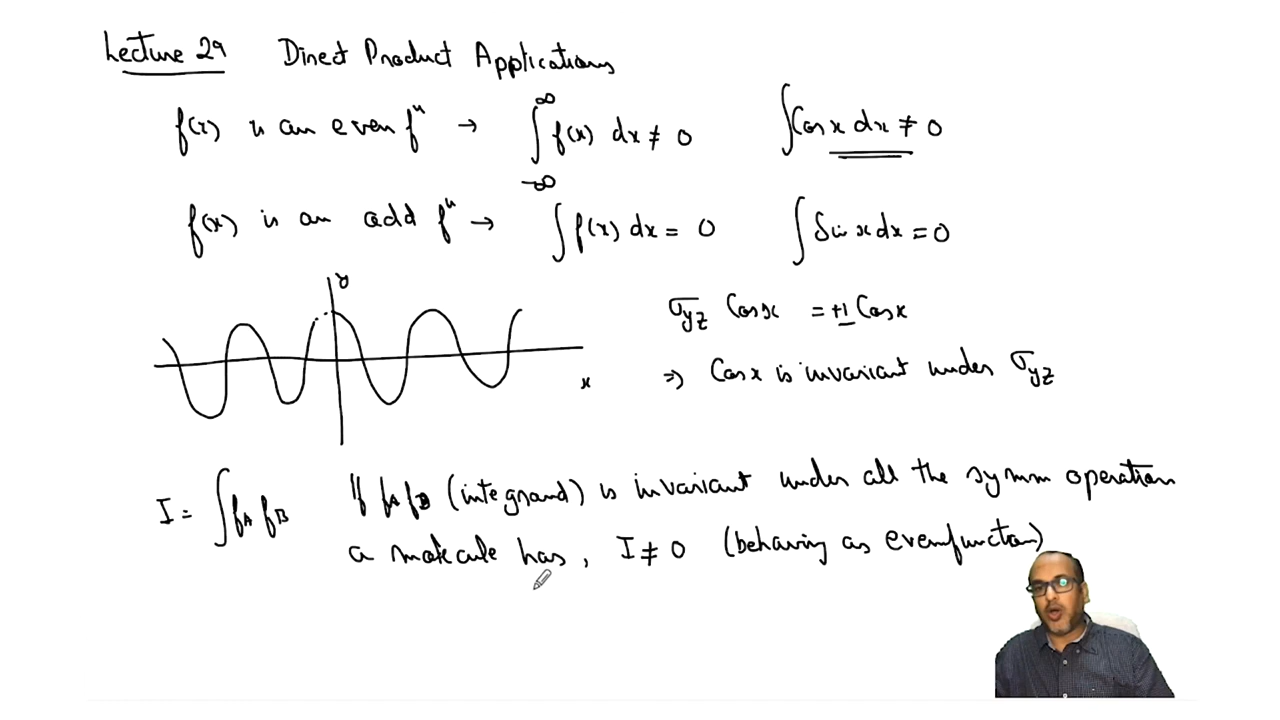 Lecture 29 Direct Product Applications
f(x) is an even fⁿ → ∫_{-∞}^{∞} f(x) dx ≠ 0 ∫Cos x dx ≠ 0
f(x) is an odd fⁿ → ∫ f(x) dx = 0 ∫ Sin x dx = 0
y
x
σyz Cos x = +1 Cos x
⇒ Cos x is invariant under σyz
I = ∫ fA fB If fA fB (integrand) is invariant under all the symm operation
a molecule has, I ≠ 0 (behaving as even function)